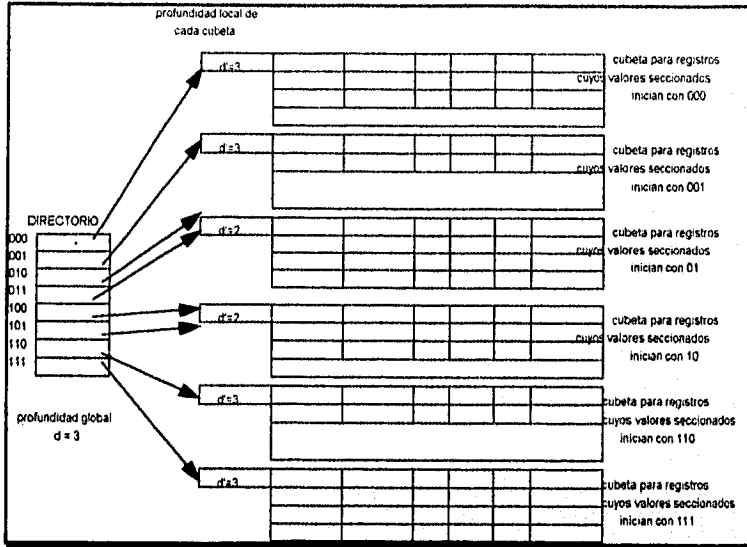 profundidad local de
cada cubeta
d'=3
cubeta para registros
cuyos valores seccionados
inician con 000
d'=3
cubeta para registros
cuyos valores seccionados
inician con 001
DIRECTORIO
000
001
010
011
100
101
110
111
d'=2
cubeta para registros
cuyos valores seccionados
inician con 01
d'=2
cubeta para registros
cuyos valores seccionados
inician con 10
profundidad global
d = 3
d'=3
cubeta para registros
cuyos valores seccionados
inician con 110
d'=3
cubeta para registros
cuyos valores seccionados
inician con 111